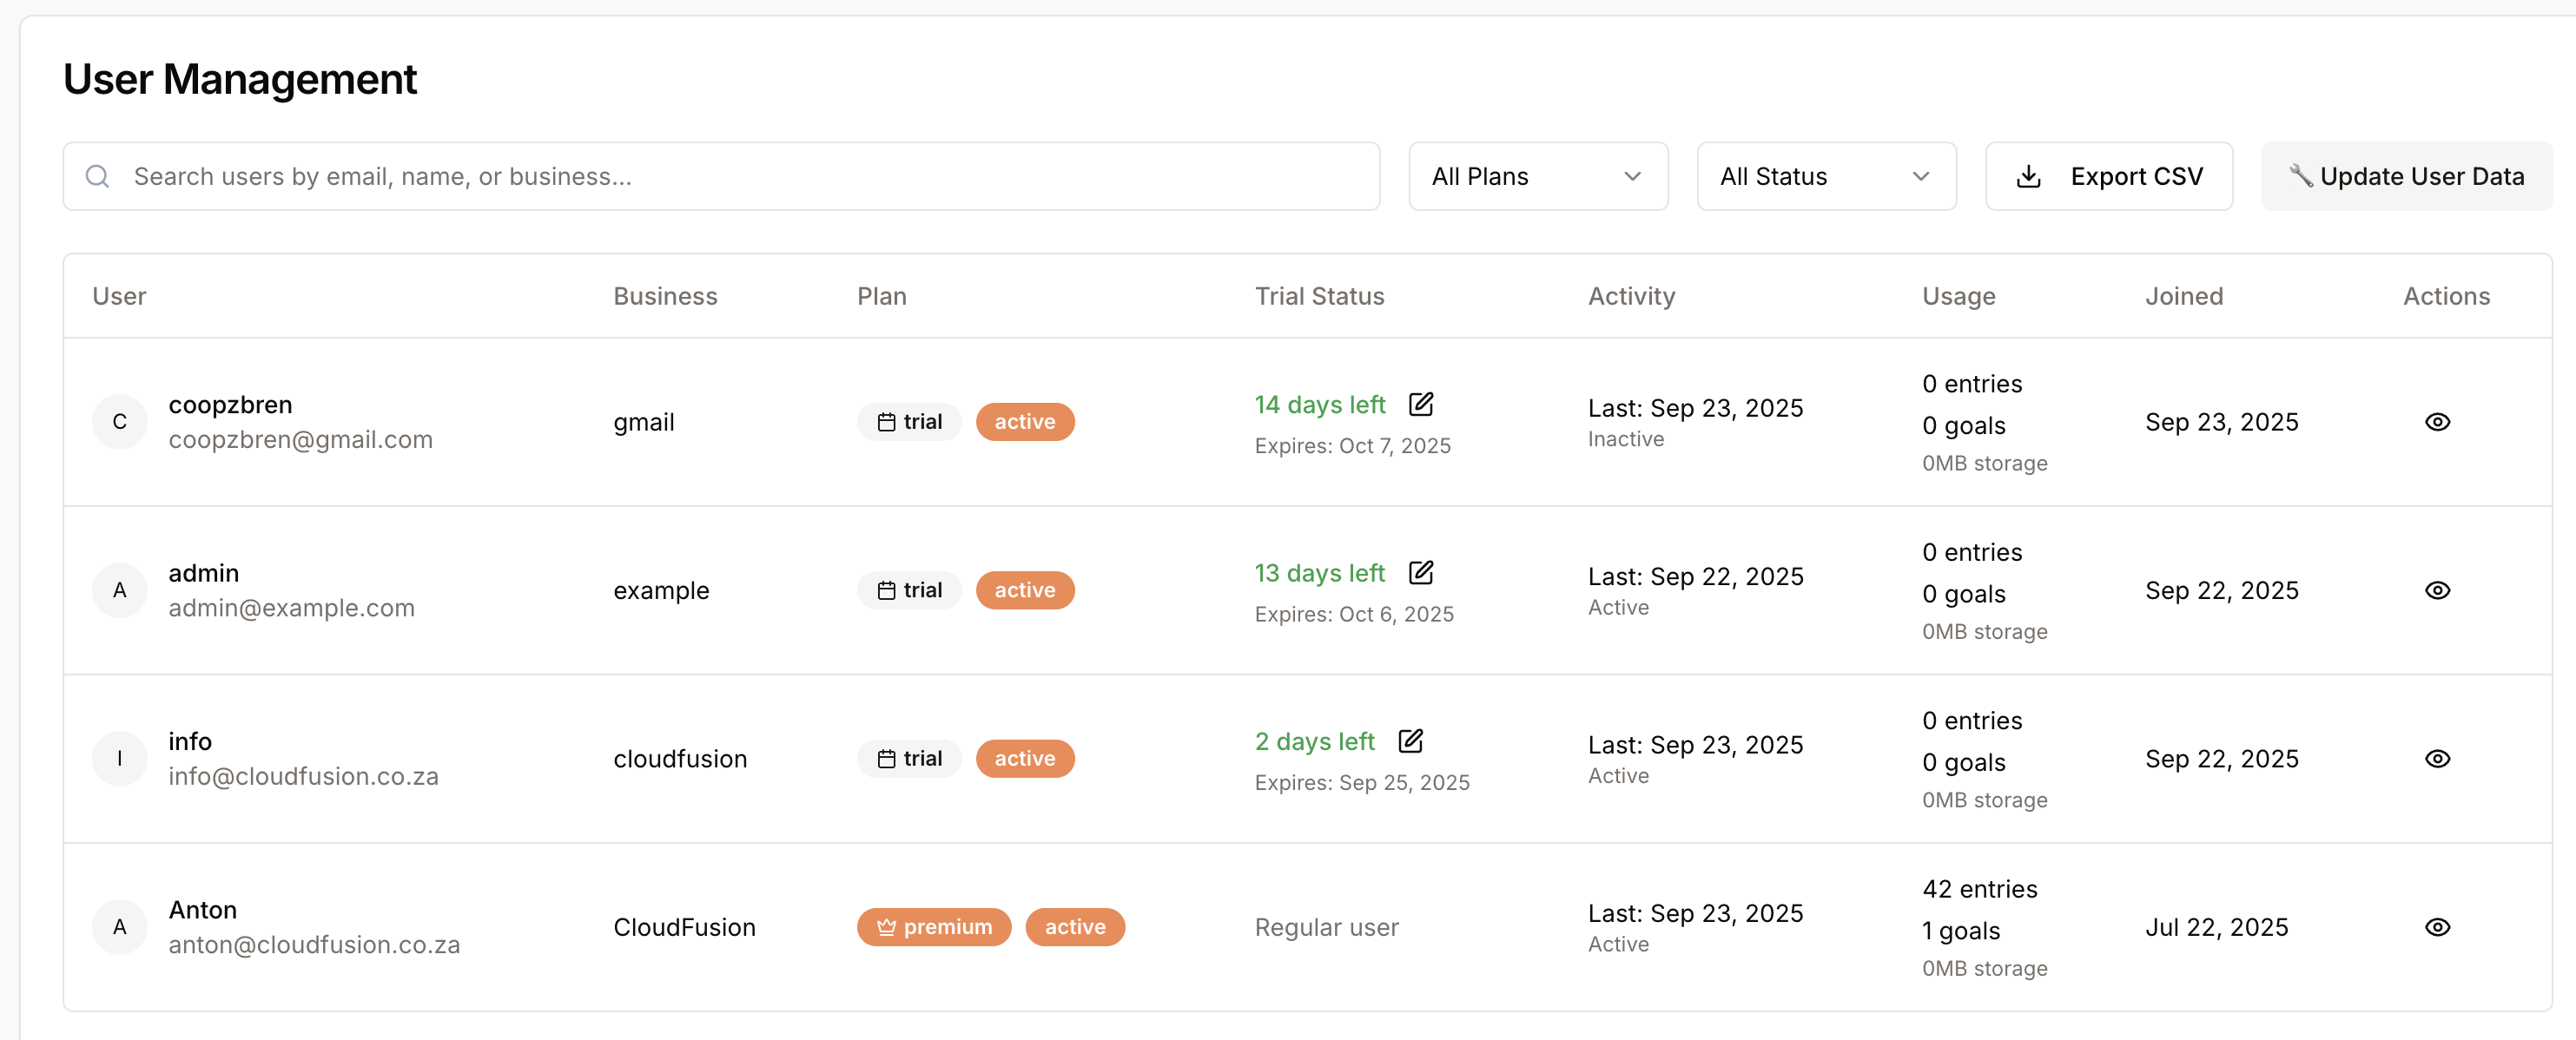 User Management
Search users by email, name, or business...
All Plans
All Status
Export CSV
🔧 Update User Data
User Business Plan Trial Status Activity Usage Joined Actions
C
coopzbren
coopzbren@gmail.com
gmail
trial active
14 days left
Expires: Oct 7, 2025
Last: Sep 23, 2025
Inactive
0 entries
0 goals
0MB storage
Sep 23, 2025
A
admin
admin@example.com
example
trial active
13 days left
Expires: Oct 6, 2025
Last: Sep 22, 2025
Active
0 entries
0 goals
0MB storage
Sep 22, 2025
I
info
info@cloudfusion.co.za
cloudfusion
trial active
2 days left
Expires: Sep 25, 2025
Last: Sep 23, 2025
Active
0 entries
0 goals
0MB storage
Sep 22, 2025
A
Anton
anton@cloudfusion.co.za
CloudFusion
premium active
Regular user
Last: Sep 23, 2025
Active
42 entries
1 goals
0MB storage
Jul 22, 2025